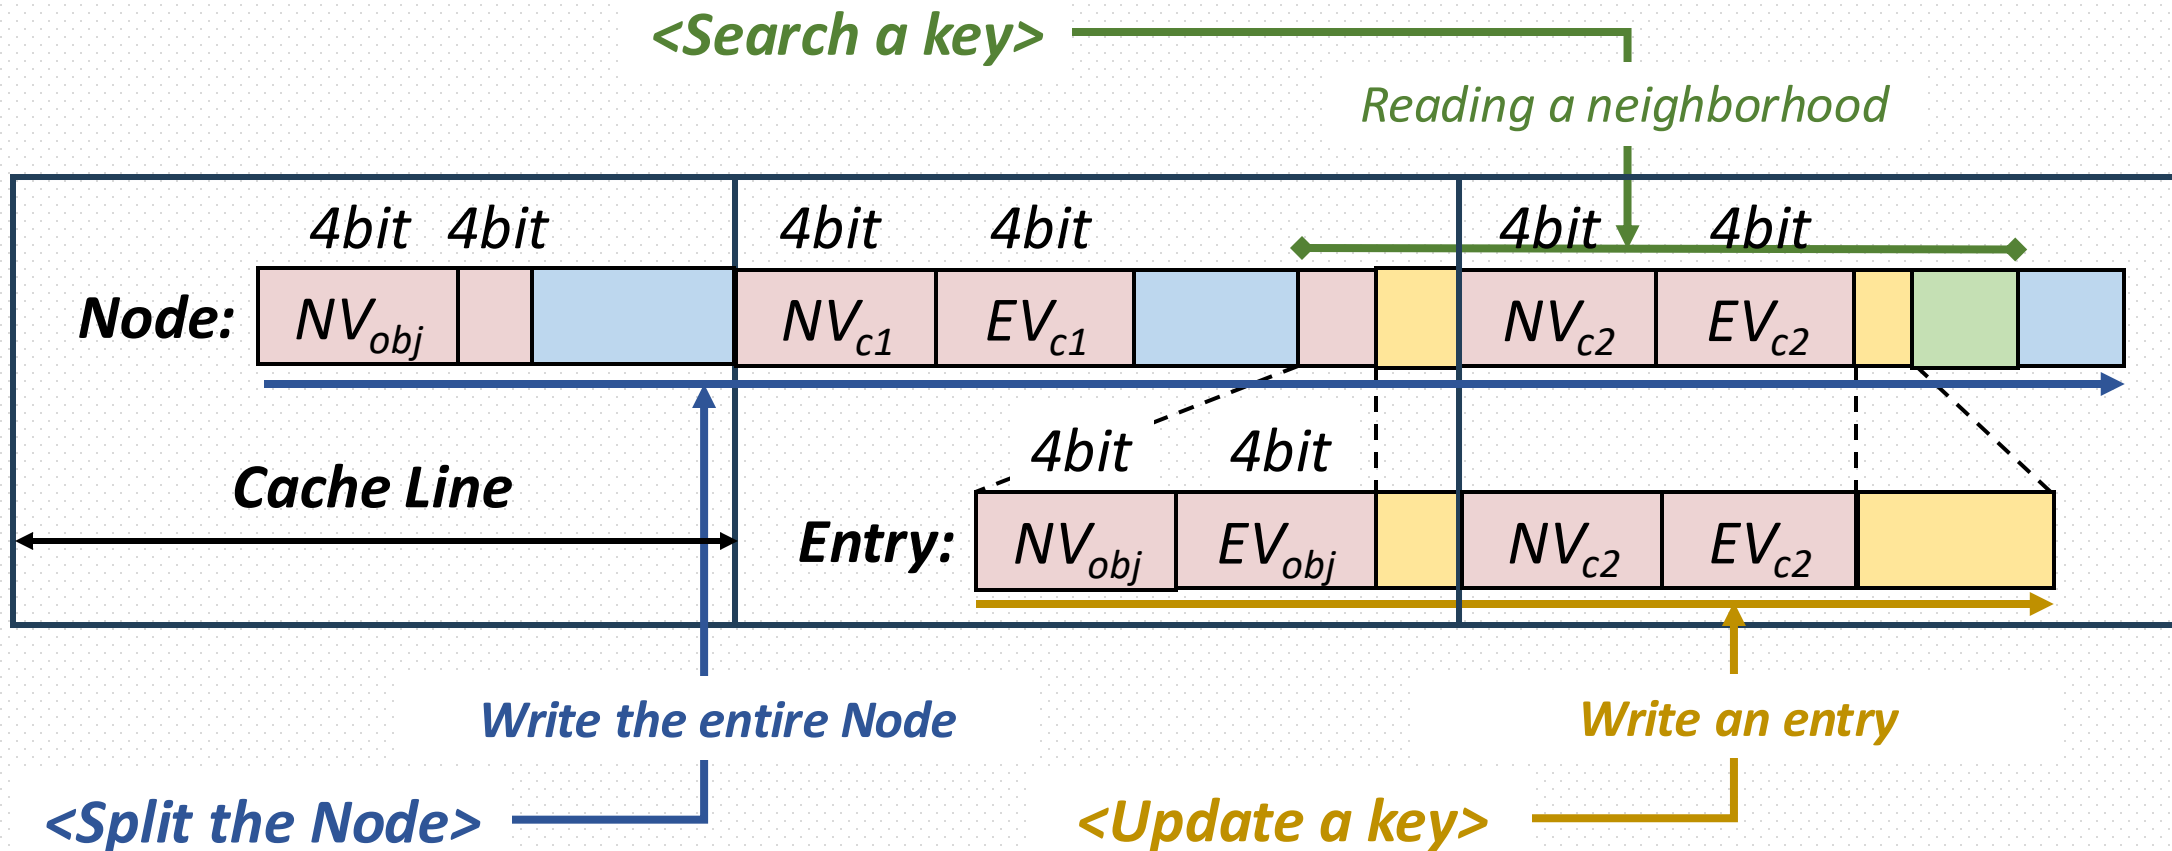 <Search a key>
Reading a neighborhood
4bit 4bit 4bit 4bit 4bit 4bit
Node: NVobj NVc1 EVc1 NVc2 EVc2
4bit 4bit
Cache Line
Entry: NVobj EVobj NVc2 EVc2
Write the entire Node Write an entry
<Split the Node> <Update a key>